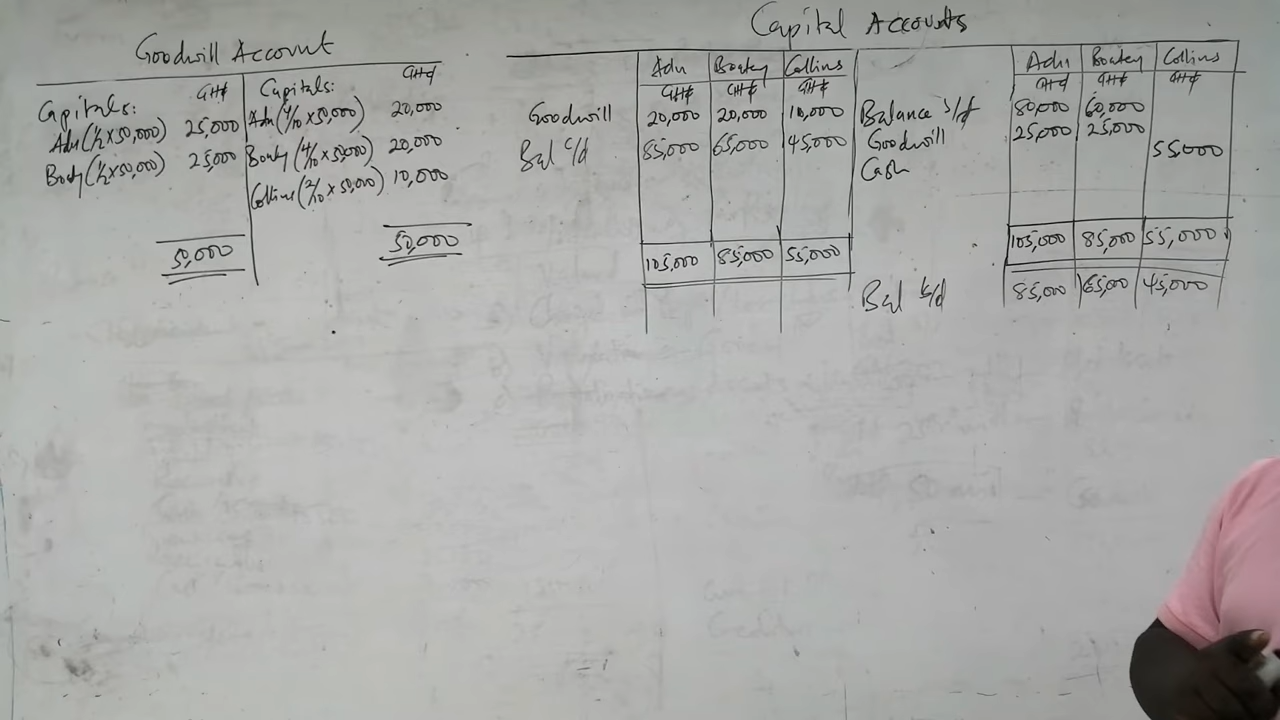 Goodwill Account
GH¢ GH¢
Capitals: Capitals:
Adu (1/2 x 50,000) 25,000 Adu (4/10 x 50,000) 20,000
Body (1/2 x 50,000) 25,000 Boaty (4/10 x 50,000) 20,000
Collins (2/10 x 50,000) 10,000
50,000 50,000
Capital Accounts
Adu Boatey Collins Adu Boatey Collins
GH¢ GH¢ GH¢ GH¢ GH¢ GH¢
Goodwill 20,000 20,000 10,000 Balance b/f 80,000 60,000
Bal c/d 85,000 65,000 45,000 Goodwill 25,000 25,000
Cash 55,000
105,000 85,000 55,000 105,000 85,000 55,000
Bal b/d 85,000 65,000 45,000